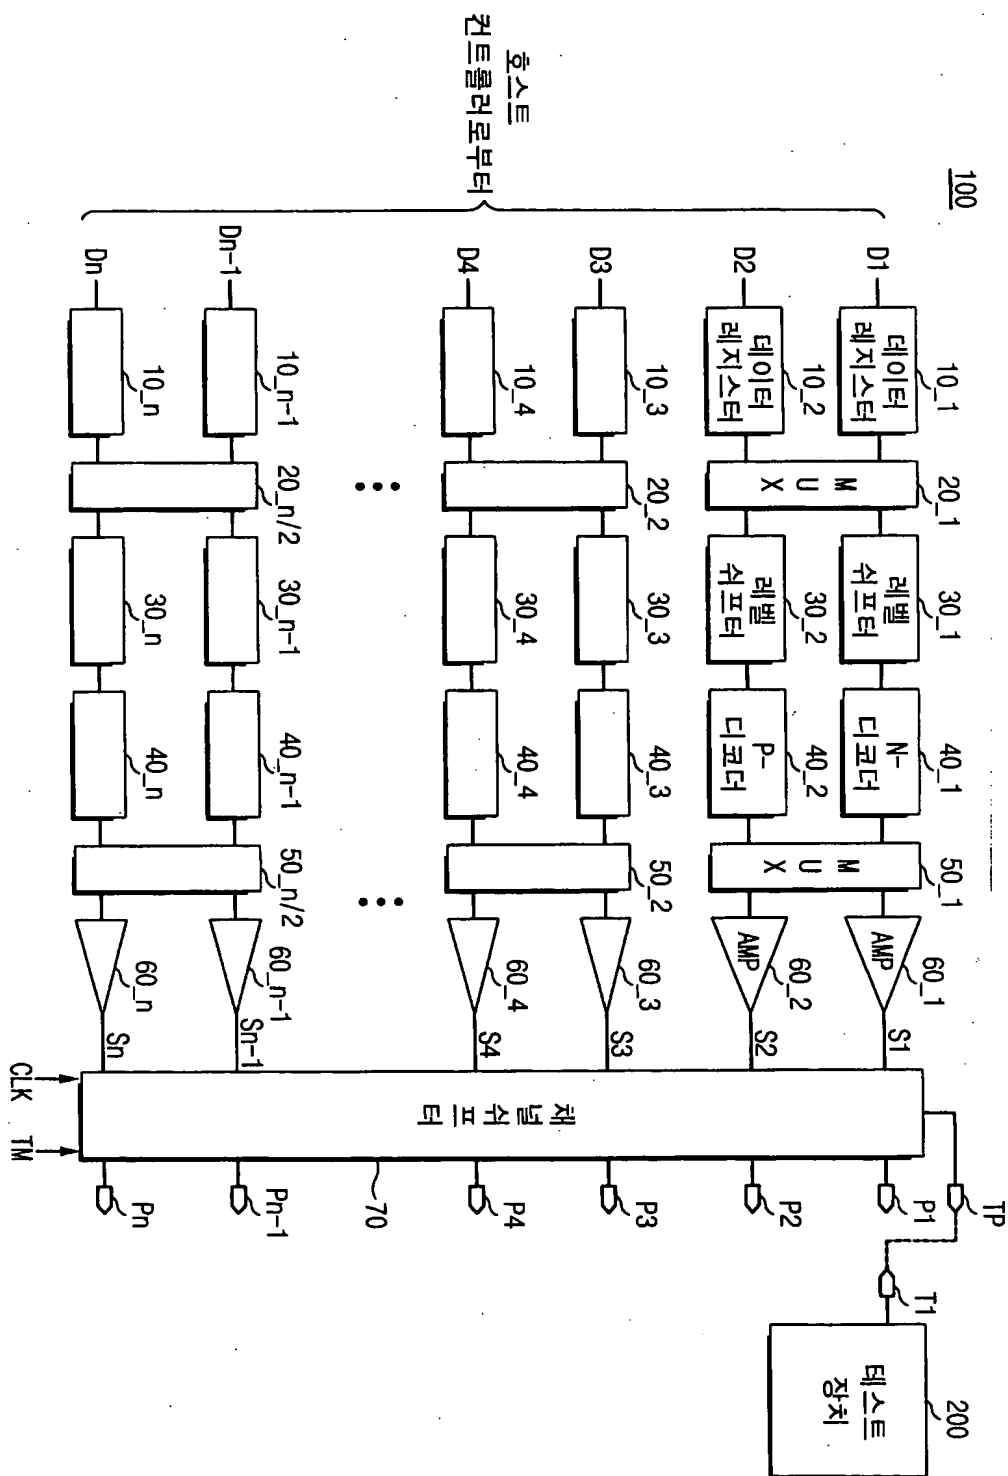 100
호스트
컨트롤러로부터
TP
T1
200
테스트
장치
10_1
20_1
30_1
40_1
50_1
60_1
D1
데이터
레지스터
MUX
레벨
쉬프터
N-
디코더
MUX
AMP
S1
채널쉬프터
P1
10_2
30_2
40_2
60_2
D2
데이터
레지스터
레벨
쉬프터
P-
디코더
AMP
S2
P2
10_3
20_2
30_3
40_3
50_2
60_3
D3
S3
P3
10_4
30_4
40_4
60_4
D4
S4
P4
70
10_n-1
20_n/2
30_n-1
40_n-1
50_n/2
60_n-1
Dn-1
Sn-1
Pn-1
10_n
30_n
40_n
60_n
Dn
Sn
Pn
CLK
TM